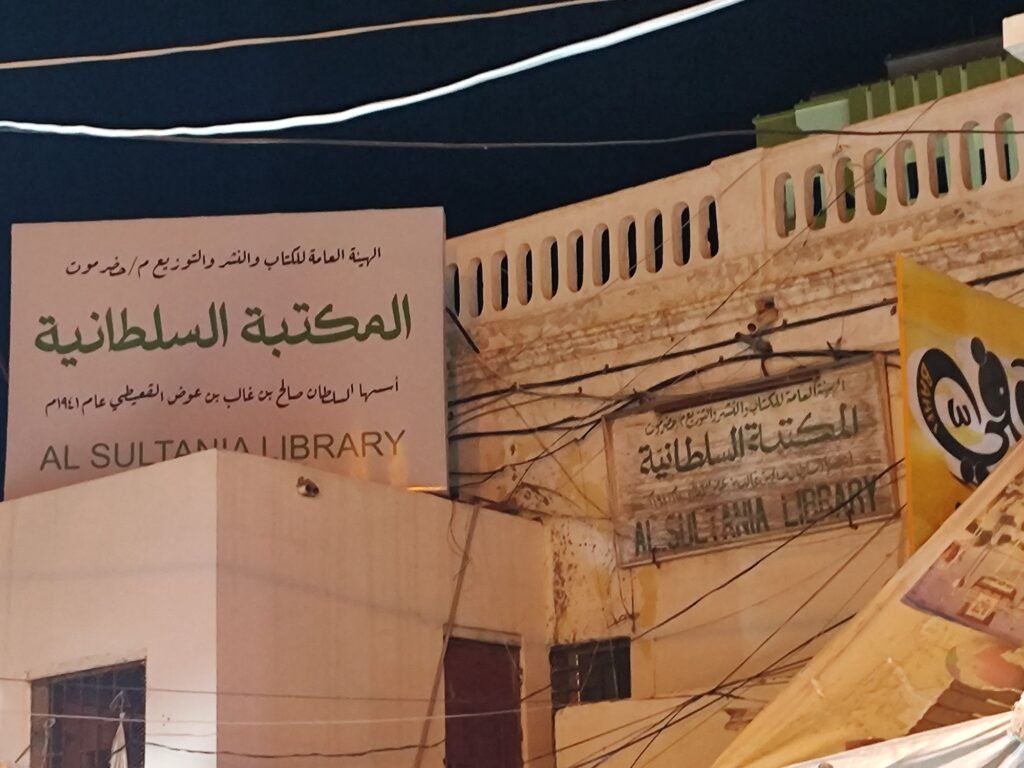 الهيئة العامة للكتاب والنشر والتوزيع م/حضرموت
المكتبة السلطانية
أسسها السلطان صالح بن غالب بن عوض القعيطي عام ١٩٤١م
AL SULTANIA LIBRARY
الهيئة العامة للكتاب والنشر والتوزيع م/حضرموت
المكتبة السلطانية
AL SULTANIA LIBRARY